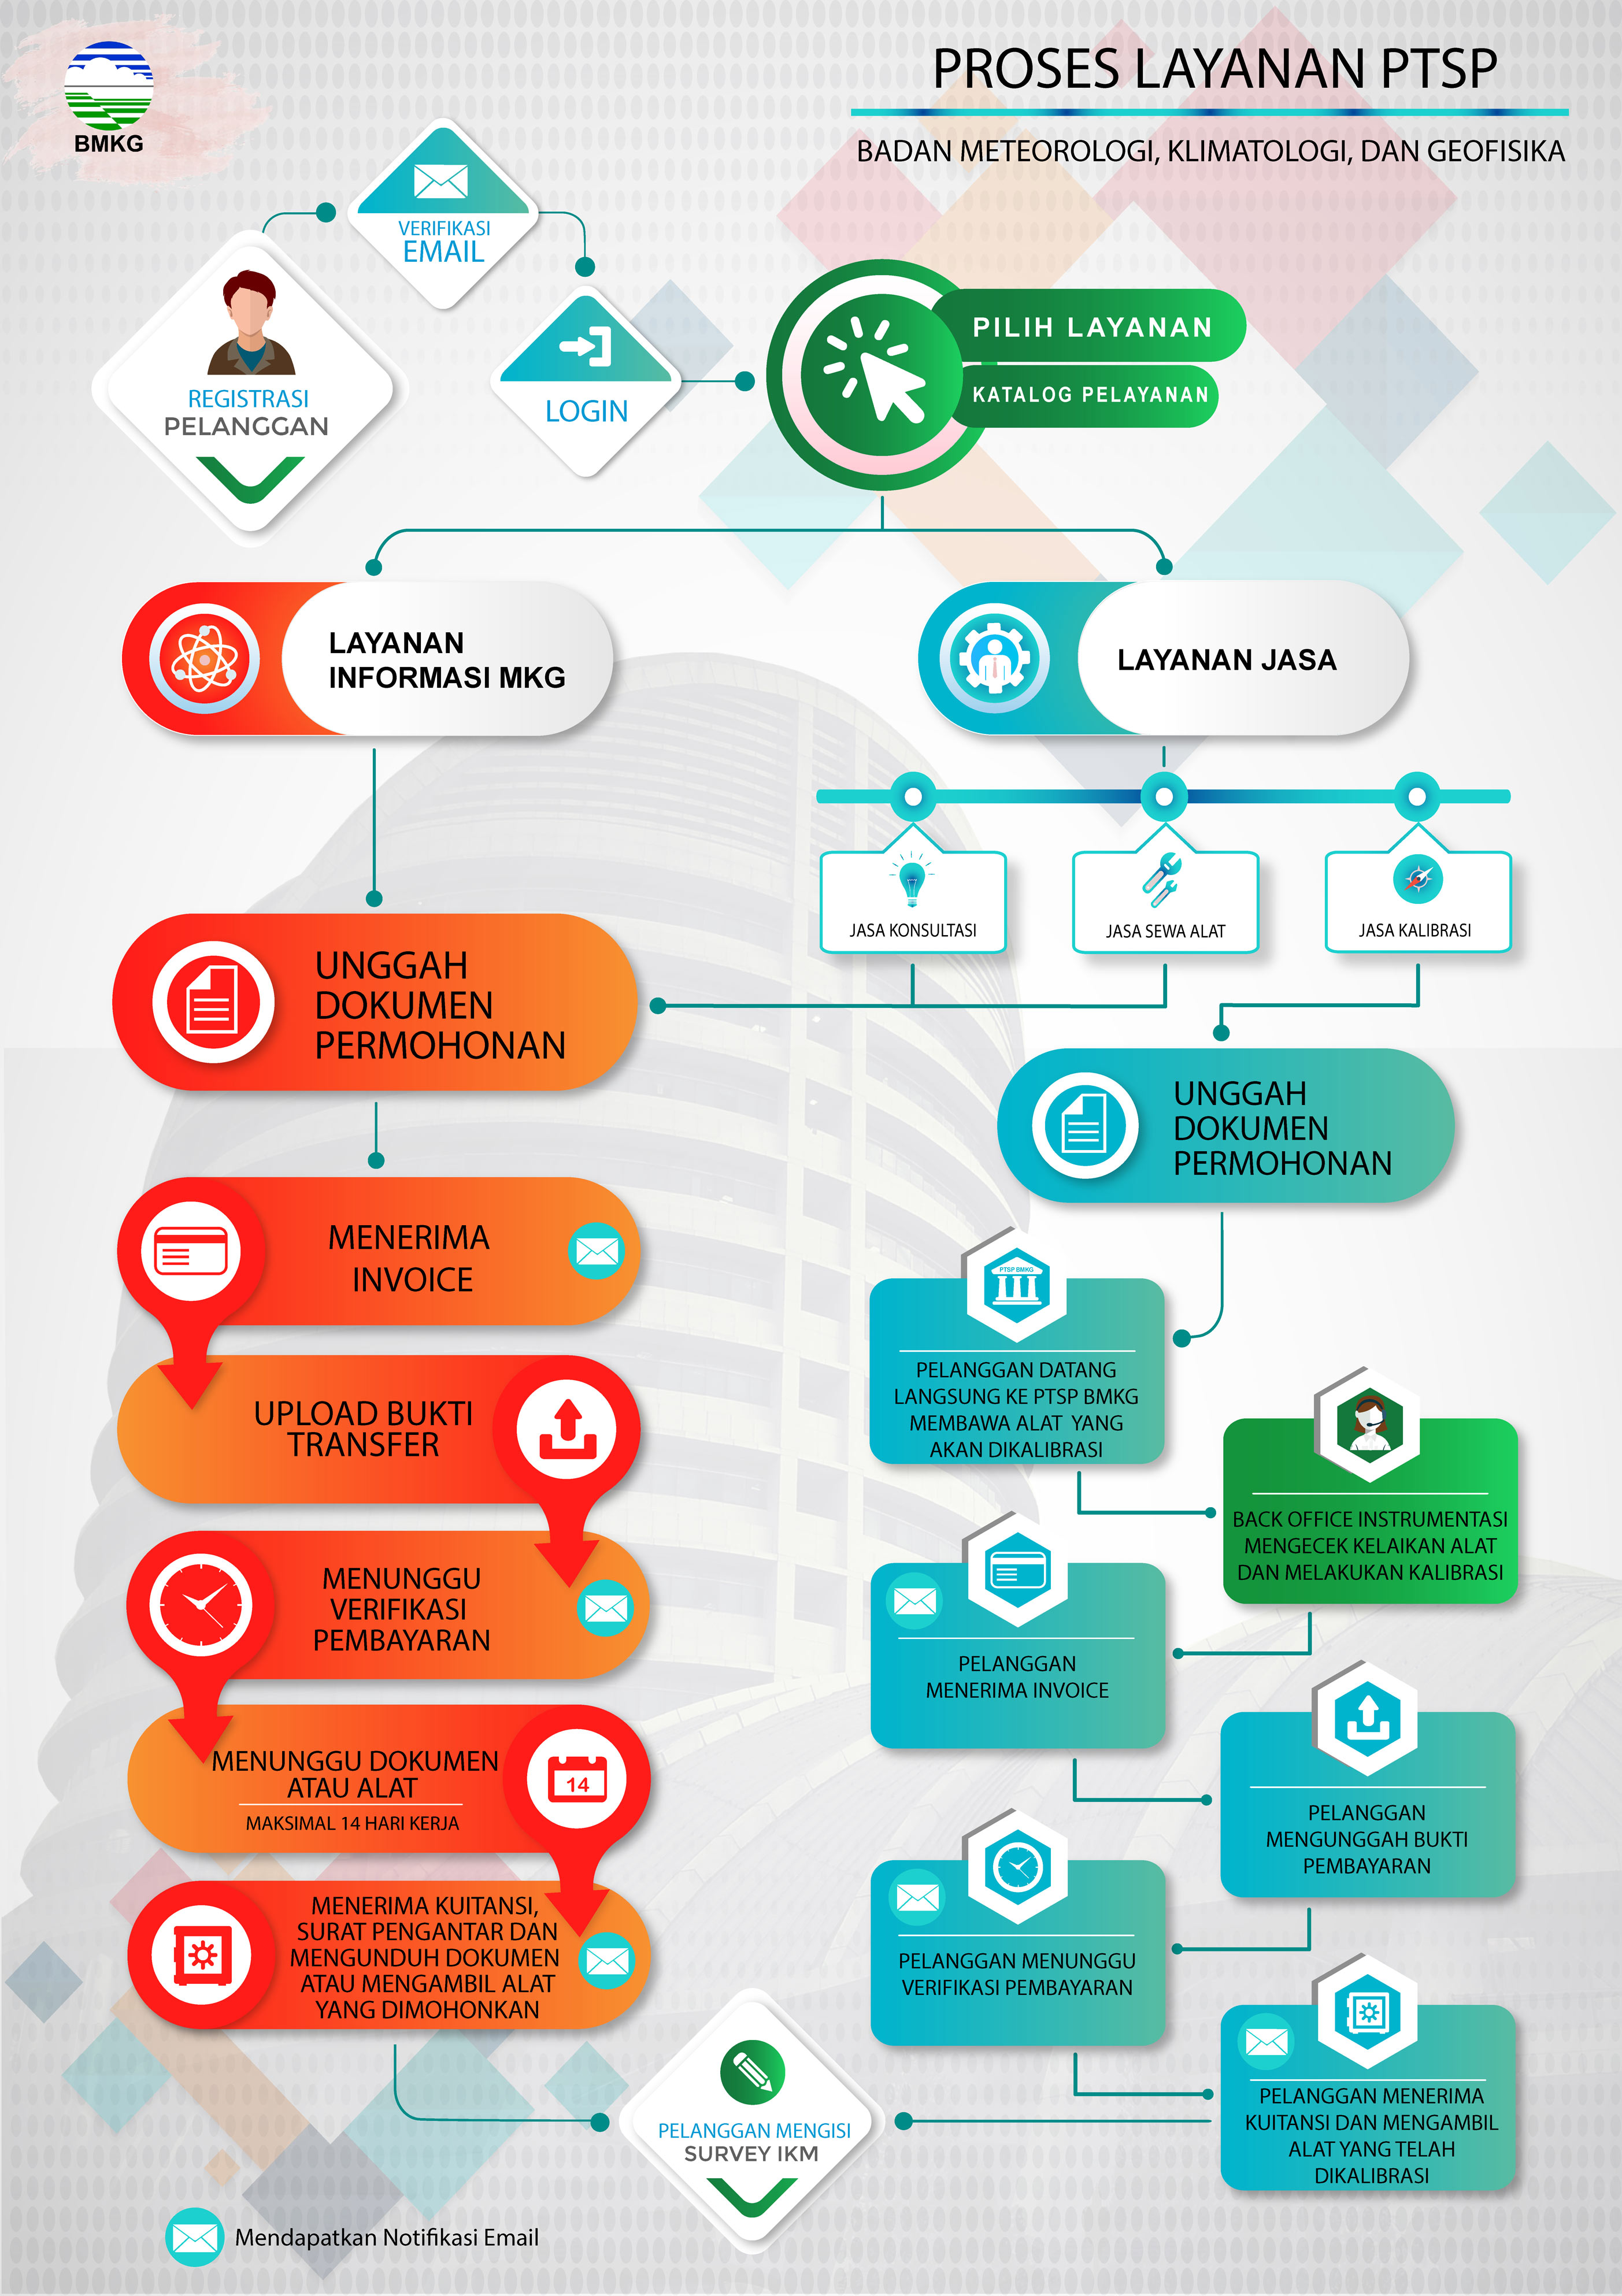 BMKG
PROSES LAYANAN PTSP
BADAN METEOROLOGI, KLIMATOLOGI, DAN GEOFISIKA
REGISTRASI
PELANGGAN
VERIFIKASI
EMAIL
LOGIN
PILIH LAYANAN
KATALOG PELAYANAN
LAYANAN
INFORMASI MKG
LAYANAN JASA
JASA KONSULTASI
JASA SEWA ALAT
JASA KALIBRASI
UNGGAH
DOKUMEN
PERMOHONAN
MENERIMA
INVOICE
UPLOAD BUKTI
TRANSFER
MENUNGGU
VERIFIKASI
PEMBAYARAN
MENUNGGU DOKUMEN
ATAU ALAT
MAKSIMAL 14 HARI KERJA
14
MENERIMA KUITANSI,
SURAT PENGANTAR DAN
MENGUNDUH DOKUMEN
ATAU MENGAMBIL ALAT
YANG DIMOHONKAN
UNGGAH
DOKUMEN
PERMOHONAN
PTSP BMKG
PELANGGAN DATANG
LANGSUNG KE PTSP BMKG
MEMBAWA ALAT YANG
AKAN DIKALIBRASI
BACK OFFICE INSTRUMENTASI
MENGECEK KELAIKAN ALAT
DAN MELAKUKAN KALIBRASI
PELANGGAN
MENERIMA INVOICE
PELANGGAN
MENGUNGGAH BUKTI
PEMBAYARAN
PELANGGAN MENUNGGU
VERIFIKASI PEMBAYARAN
PELANGGAN MENERIMA
KUITANSI DAN MENGAMBIL
ALAT YANG TELAH
DIKALIBRASI
PELANGGAN MENGISI
SURVEY IKM
Mendapatkan Notifikasi Email